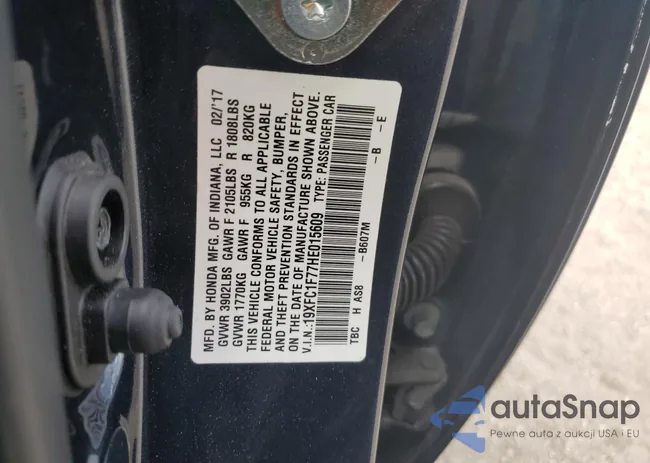 MFD. BY HONDA MFG. OF INDIANA, LLC 02/'17
GVWR 3902LBS GAWR F 2105LBS R 1808LBS
GVWR 1770KG GAWR F 955KG R 820KG
THIS VEHICLE CONFORMS TO ALL APPLICABLE
FEDERAL MOTOR VEHICLE SAFETY, BUMPER,
AND THEFT PREVENTION STANDARDS IN EFFECT
ON THE DATE OF MANUFACTURE SHOWN ABOVE.
V.I.N.:19XFC1F77HE015609 TYPE: PASSENGER CAR
TBC H AS8 -B607M -B -E
autaSnap
Pewne auta z aukcji USA i EU